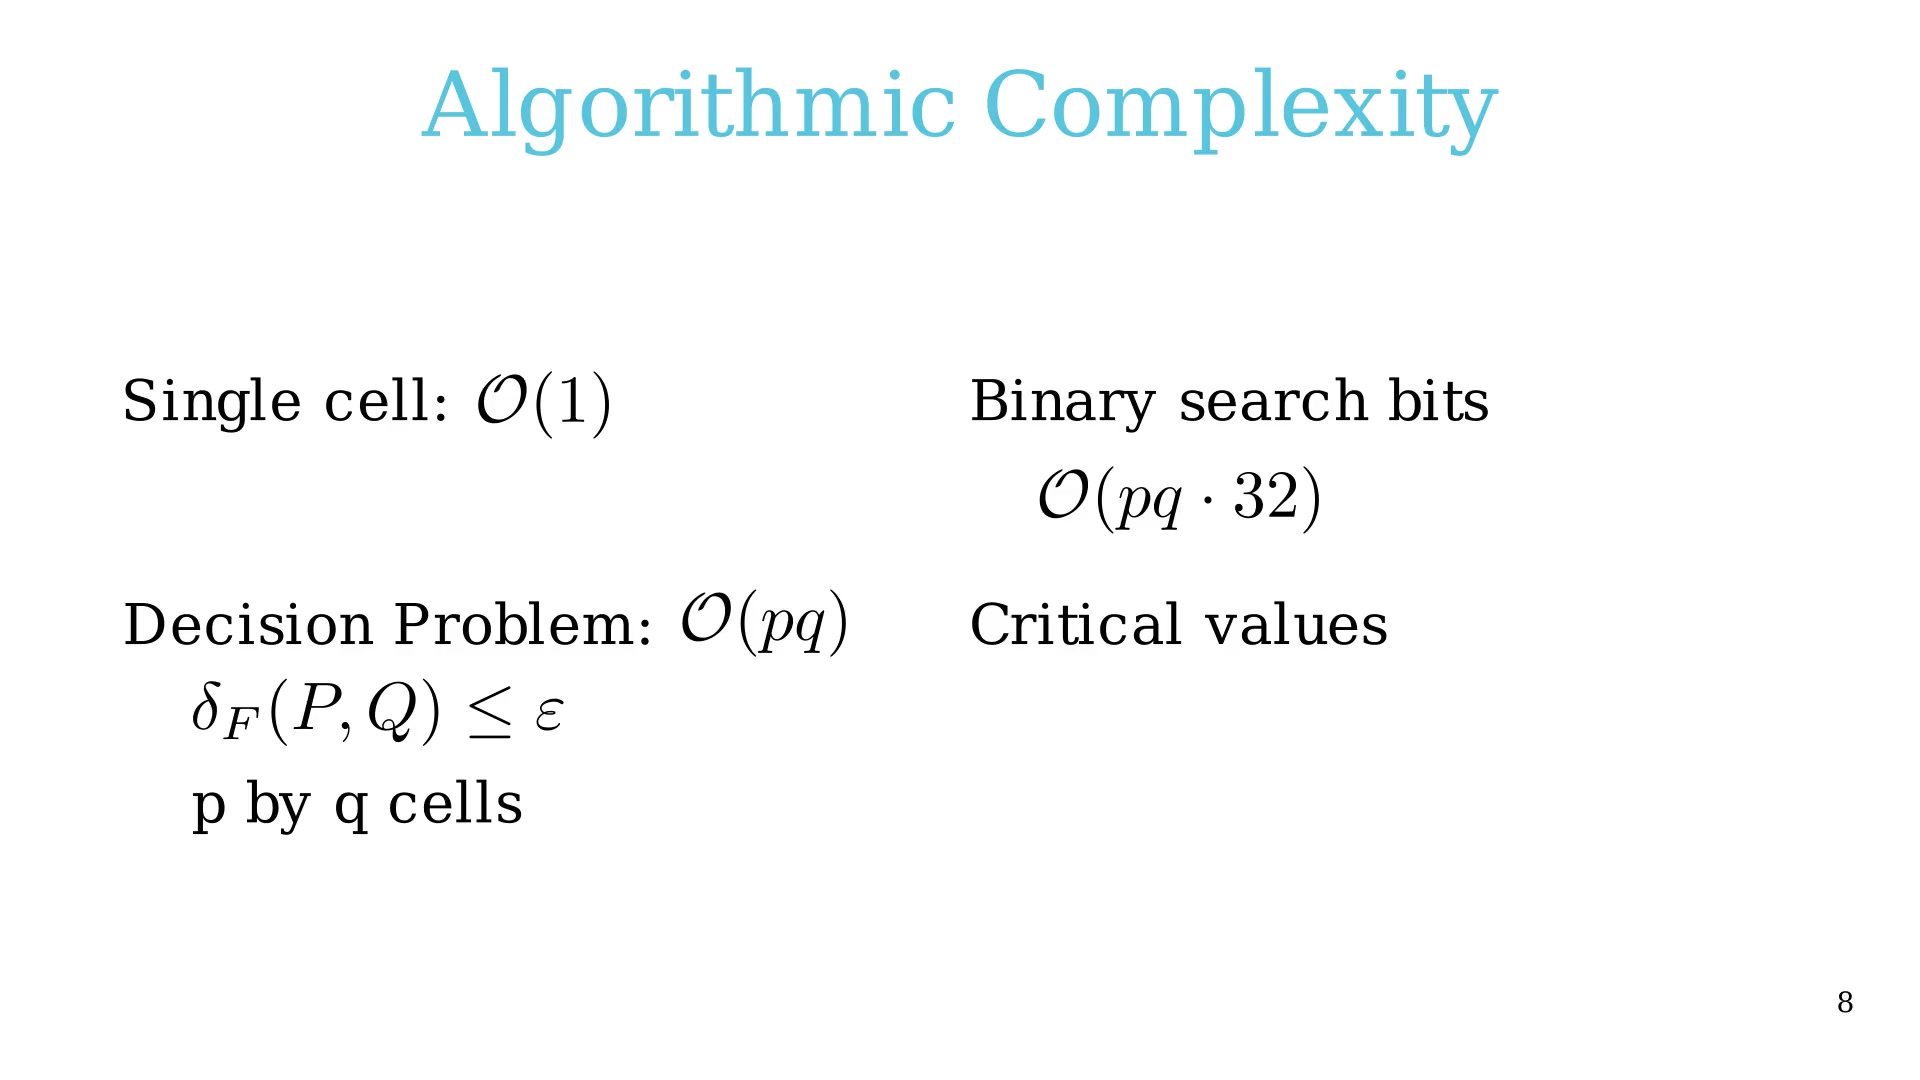 Algorithmic Complexity
Single cell: $\mathcal{O}(1)$
Decision Problem: $\mathcal{O}(pq)$
$\delta_F(P, Q) \leq \varepsilon$
p by q cells
Binary search bits
$\mathcal{O}(pq \cdot 32)$
Critical values
8